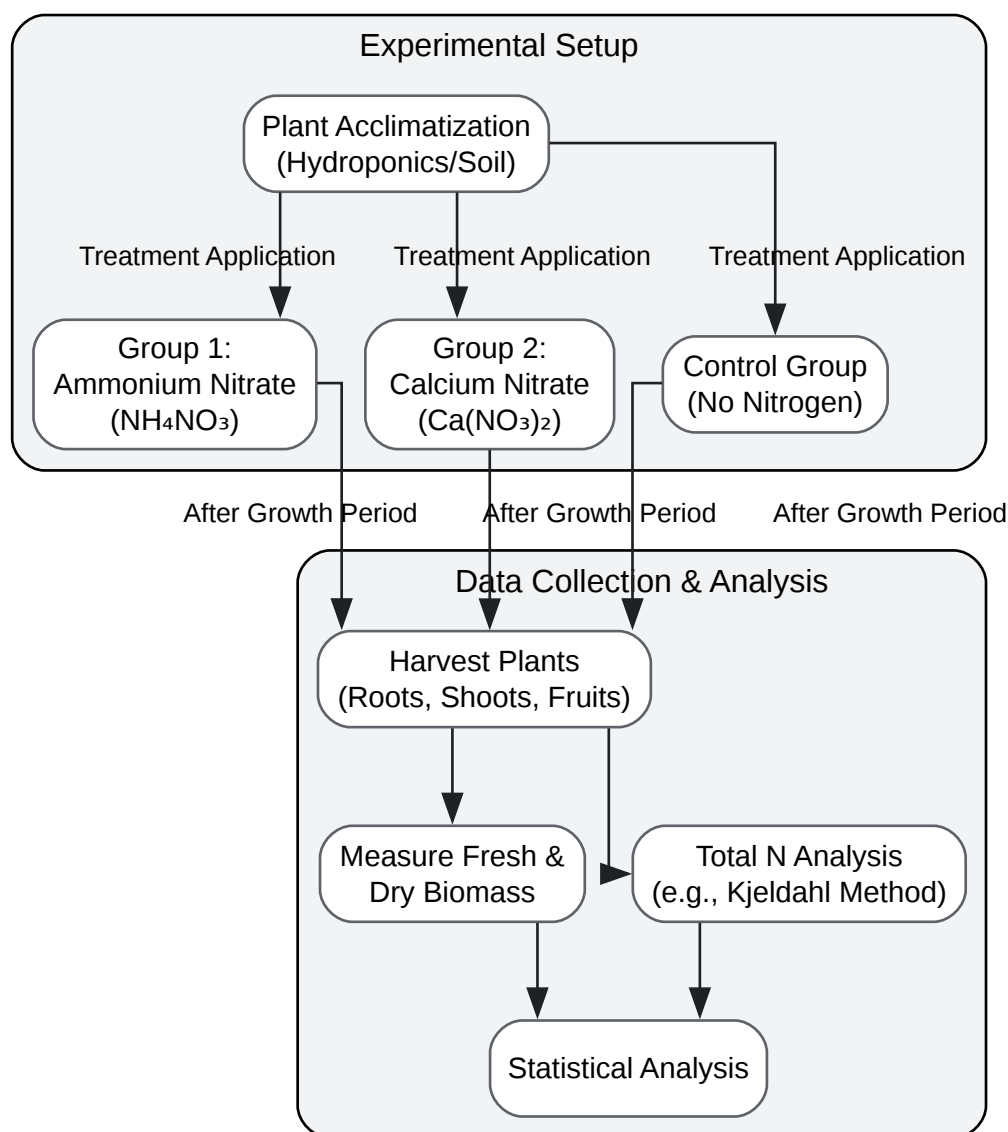 Experimental Setup
Plant Acclimatization
(Hydroponics/Soil)
Treatment Application
Treatment Application
Treatment Application
Group 1:
Ammonium Nitrate
(NH₄NO₃)
Group 2:
Calcium Nitrate
(Ca(NO₃)₂)
Control Group
(No Nitrogen)
After Growth Period
After Growth Period
After Growth Period
Data Collection & Analysis
Harvest Plants
(Roots, Shoots, Fruits)
Measure Fresh &
Dry Biomass
Total N Analysis
(e.g., Kjeldahl Method)
Statistical Analysis